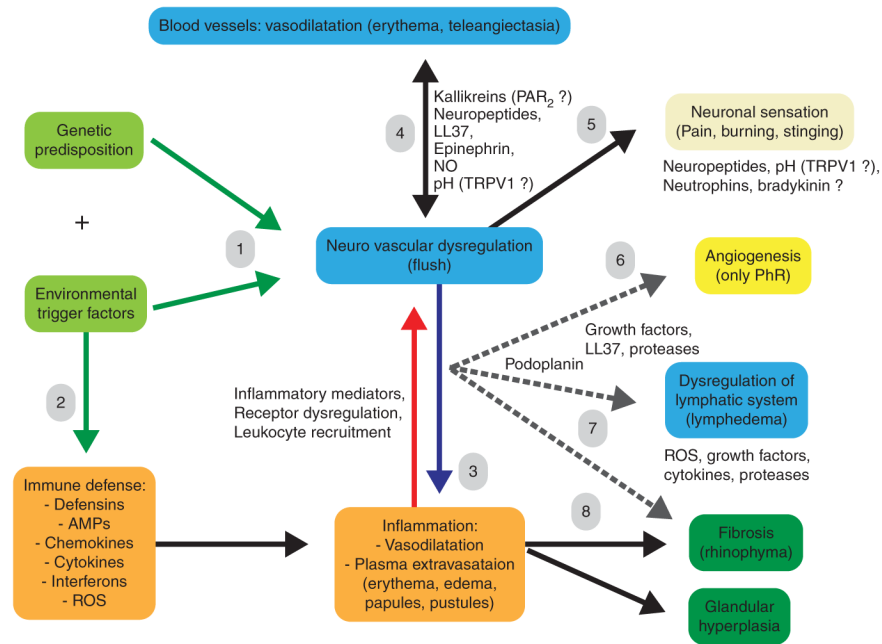 Blood vessels: vasodilatation (erythema, teleangiectasia)
Kallikreins (PAR2 ?)
Neuropeptides,
LL37,
Epinephrin,
NO
pH (TRPV1 ?)
4
5
Neuronal sensation
(Pain, burning, stinging)
Neuropeptides, pH (TRPV1 ?),
Neutrophins, bradykinin ?
Genetic
predisposition
+
1
Environmental
trigger factors
Neuro vascular dysregulation
(flush)
6
Angiogenesis
(only PhR)
Growth factors,
LL37, proteases
Podoplanin
Dysregulation of
lymphatic system
(lymphedema)
7
ROS, growth factors,
cytokines, proteases
2
Inflammatory mediators,
Receptor dysregulation,
Leukocyte recruitment
3
Immune defense:
- Defensins
- AMPs
- Chemokines
- Cytokines
- Interferons
- ROS
Inflammation:
- Vasodilatation
- Plasma extravasataion
(erythema, edema,
papules, pustules)
8
Fibrosis
(rhinophyma)
Glandular
hyperplasia